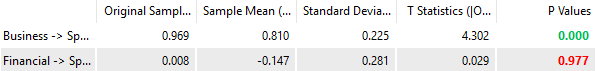 Original Sampl... Sample Mean (... Standard Devia... T Statistics (|O... P Values
Business -> Sp... 0.969 0.810 0.225 4.302 0.000
Financial -> Sp... 0.008 -0.147 0.281 0.029 0.977